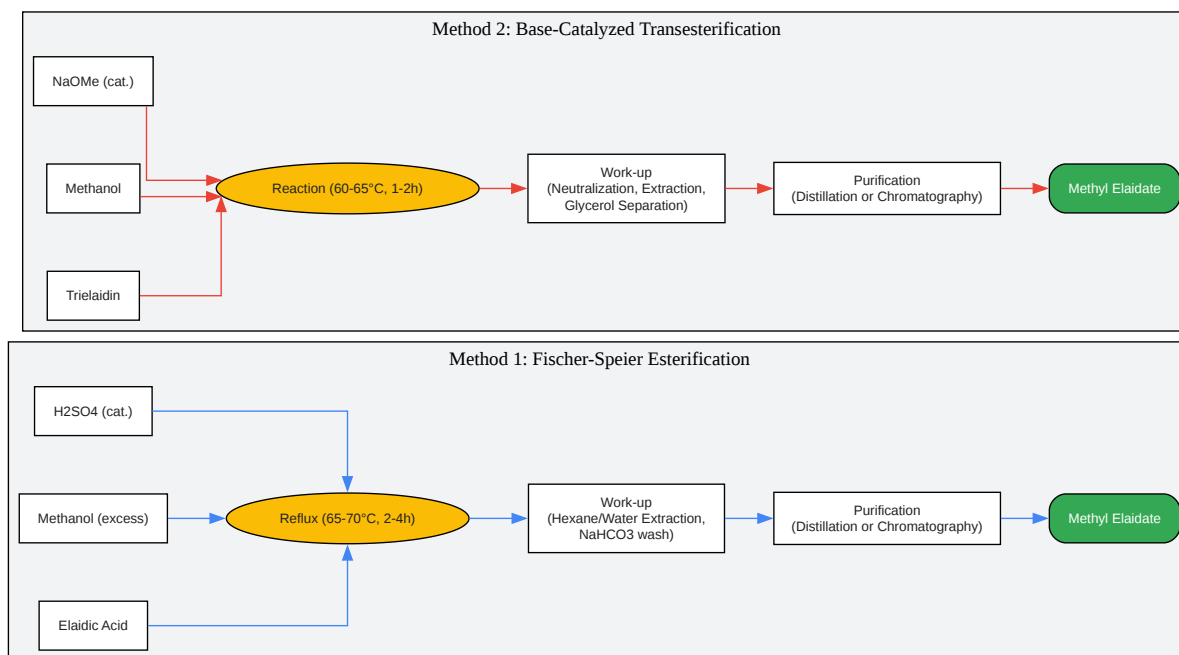 Method 2: Base-Catalyzed Transesterification
NaOMe (cat.)
Methanol
Trielaidin
Reaction (60-65°C, 1-2h)
Work-up
(Neutralization, Extraction,
Glycerol Separation)
Purification
(Distillation or Chromatography)
Methyl Elaidate
Method 1: Fischer-Speier Esterification
H2SO4 (cat.)
Methanol (excess)
Elaidic Acid
Reflux (65-70°C, 2-4h)
Work-up
(Hexane/Water Extraction,
NaHCO3 wash)
Purification
(Distillation or Chromatography)
Methyl Elaidate